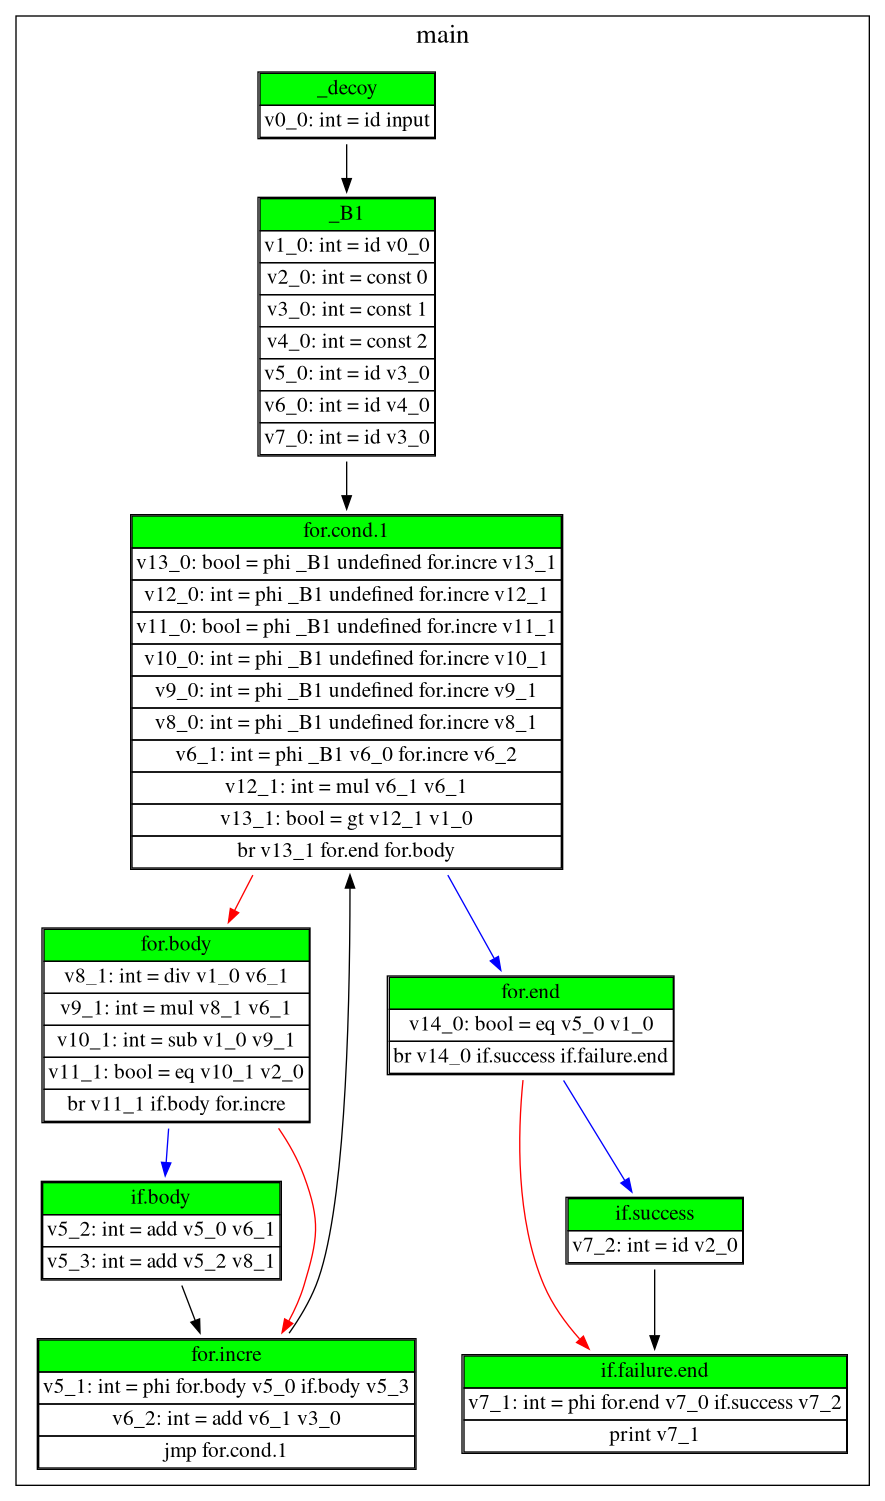 main
_decoy
v0_0: int = id input
_B1
v1_0: int = id v0_0
v2_0: int = const 0
v3_0: int = const 1
v4_0: int = const 2
v5_0: int = id v3_0
v6_0: int = id v4_0
v7_0: int = id v3_0
for.cond.1
v13_0: bool = phi _B1 undefined for.incre v13_1
v12_0: int = phi _B1 undefined for.incre v12_1
v11_0: bool = phi _B1 undefined for.incre v11_1
v10_0: int = phi _B1 undefined for.incre v10_1
v9_0: int = phi _B1 undefined for.incre v9_1
v8_0: int = phi _B1 undefined for.incre v8_1
v6_1: int = phi _B1 v6_0 for.incre v6_2
v12_1: int = mul v6_1 v6_1
v13_1: bool = gt v12_1 v1_0
br v13_1 for.end for.body
for.body
v8_1: int = div v1_0 v6_1
v9_1: int = mul v8_1 v6_1
v10_1: int = sub v1_0 v9_1
v11_1: bool = eq v10_1 v2_0
br v11_1 if.body for.incre
for.end
v14_0: bool = eq v5_0 v1_0
br v14_0 if.success if.failure.end
if.body
v5_2: int = add v5_0 v6_1
v5_3: int = add v5_2 v8_1
if.success
v7_2: int = id v2_0
for.incre
v5_1: int = phi for.body v5_0 if.body v5_3
v6_2: int = add v6_1 v3_0
jmp for.cond.1
if.failure.end
v7_1: int = phi for.end v7_0 if.success v7_2
print v7_1